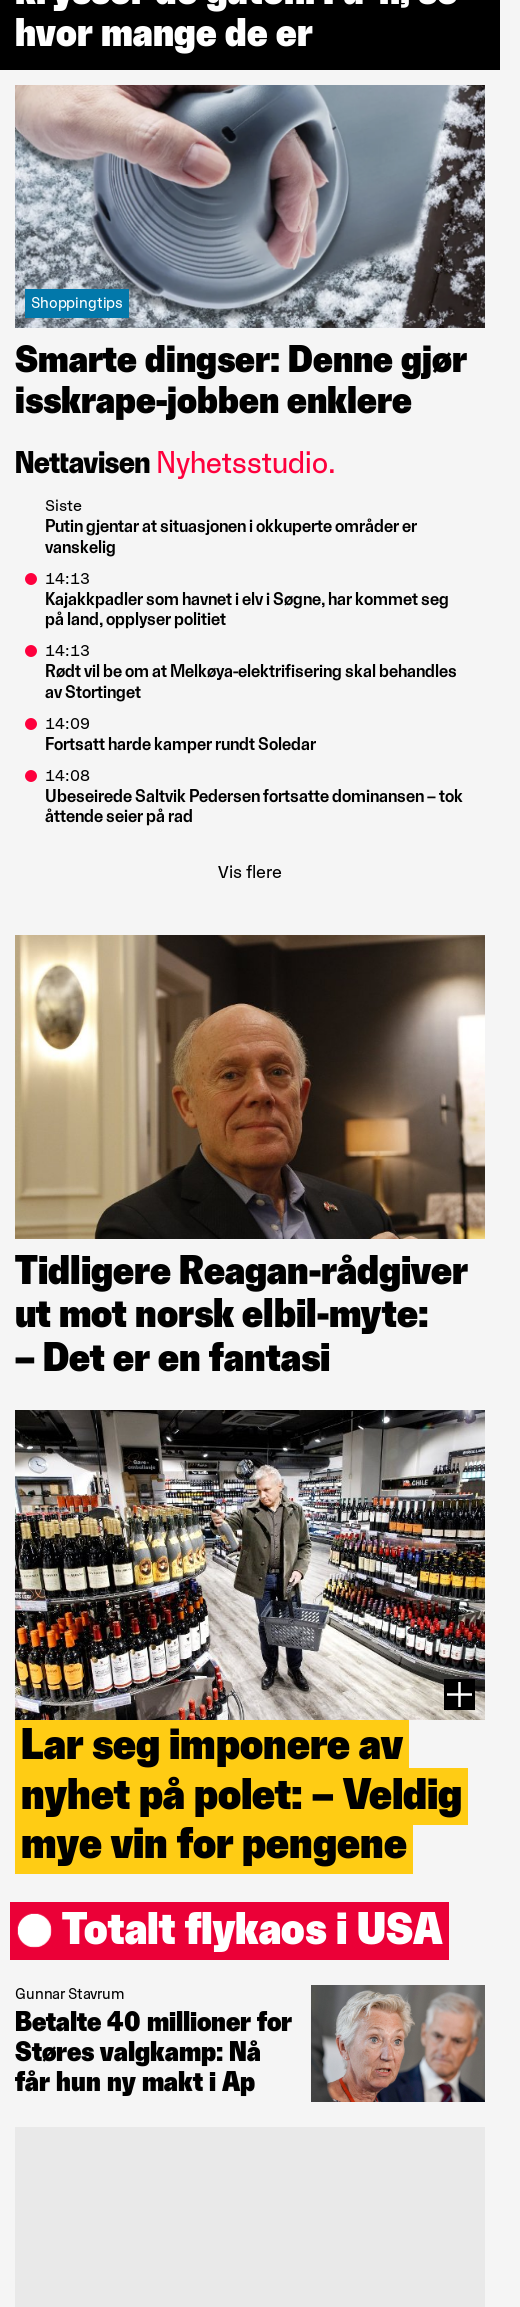 hvor mange de er
Shoppingtips
Smarte dingser: Denne gjør
isskrape-jobben enklere
Nettavisen Nyhetsstudio.
Siste
Putin gjentar at situasjonen i okkuperte områder er
vanskelig
14:13
Kajakkpadler som havnet i elv i Søgne, har kommet seg
på land, opplyser politiet
14:13
Rødt vil be om at Melkøya-elektrifisering skal behandles
av Stortinget
14:09
Fortsatt harde kamper rundt Soledar
14:08
Ubeseirede Saltvik Pedersen fortsatte dominansen – tok
åttende seier på rad
Vis flere
Tidligere Reagan-rådgiver
ut mot norsk elbil-myte:
– Det er en fantasi
CHILE
Lar seg imponere av
nyhet på polet: – Veldig
mye vin for pengene
Totalt flykaos i USA
Gunnar Stavrum
Betalte 40 millioner for
Støres valgkamp: Nå
får hun ny makt i Ap